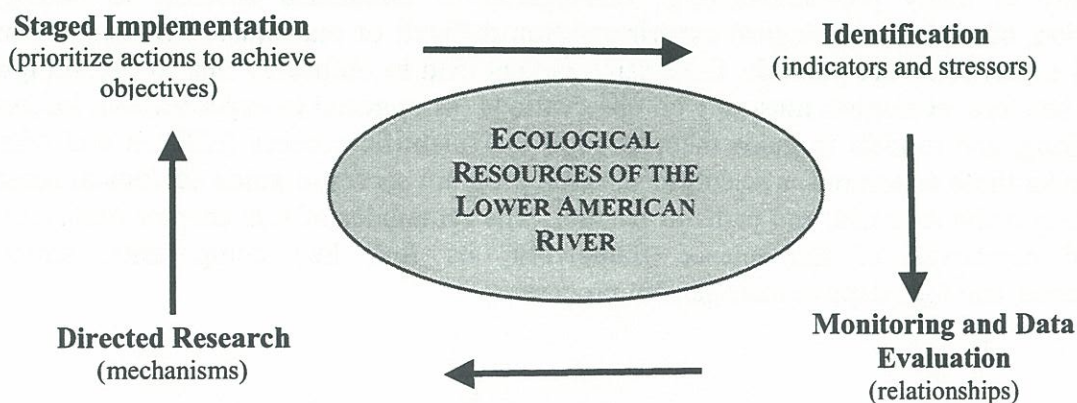 Staged Implementation
(prioritize actions to achieve
objectives)
Identification
(indicators and stressors)
ECOLOGICAL
RESOURCES OF THE
LOWER AMERICAN
RIVER
Directed Research
(mechanisms)
Monitoring and Data
Evaluation
(relationships)